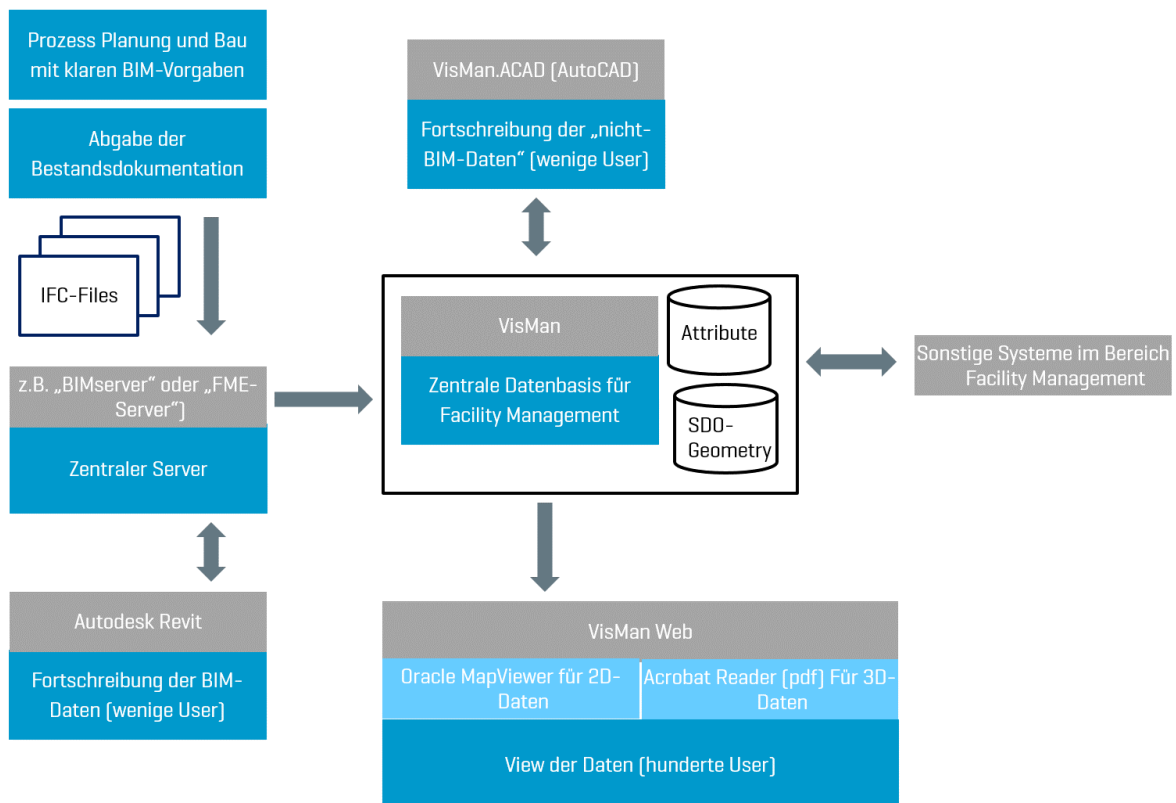 Prozess Planung und Bau
mit klaren BIM-Vorgaben
Abgabe der
Bestandsdokumentation
IFC-Files
z.B. „BIMserver“ oder „FME-
Server“)
Zentraler Server
Autodesk Revit
Fortschreibung der BIM-
Daten (wenige User)
VisMan.ACAD (AutoCAD)
Fortschreibung der „nicht-
BIM-Daten“ (wenige User)
VisMan
Zentrale Datenbasis für
Facility Management
Attribute
SDO-
Geometry
Sonstige Systeme im Bereich
Facility Management
VisMan Web
Oracle MapViewer für 2D-
Daten
Acrobat Reader (pdf) Für 3D-
Daten
View der Daten (hunderte User)